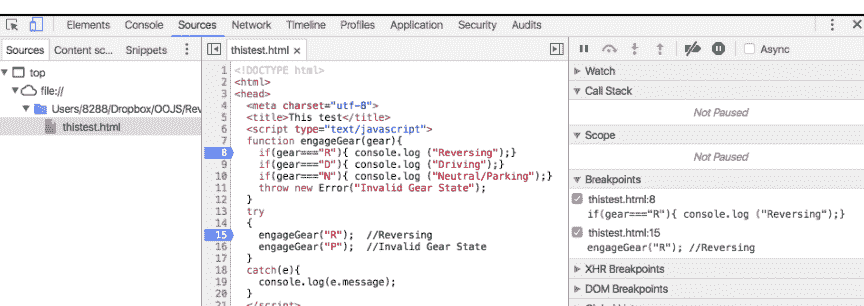 Elements Console Sources Network Timeline Profiles Application Security Audits
Sources Content sc... Snippets
thistest.html ×
Async
top
file://
Users/8288/Dropbox/OOJS/Rev
thistest.html
1 <!DOCTYPE html>
2 <html>
3 <head>
4 <meta charset="utf-8">
5 <title>This test</title>
6 <script type="text/javascript">
7 function engageGear(gear){
8 if(gear==="R"){ console.log ("Reversing");}
9 if(gear==="D"){ console.log ("Driving");}
10 if(gear==="N"){ console.log ("Neutral/Parking");}
11 throw new Error("Invalid Gear State");
12 }
13 try
14 {
15 engageGear("R"); //Reversing
16 engageGear("P"); //Invalid Gear State
17 }
18 catch(e){
19 console.log(e.message);
20 }
21 </script>
Watch
Call Stack
Not Paused
Scope
Not Paused
Breakpoints
thistest.html:8
if(gear==="R"){ console.log ("Reversing");}
thistest.html:15
engageGear("R"); //Reversing
XHR Breakpoints
DOM Breakpoints